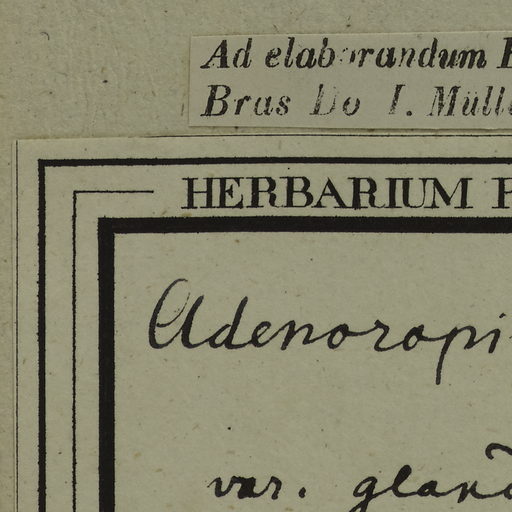 Ad elaborandum
Bras Do I. Müll
HERBARIUM
Adenoropi
var. gland